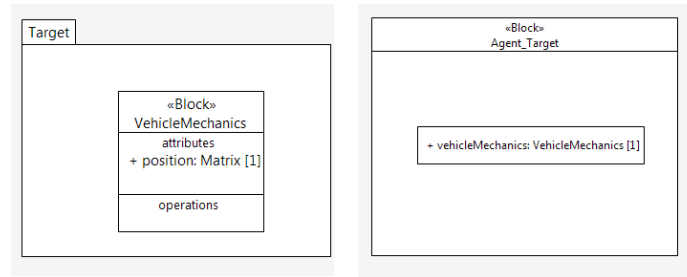 Target
«Block»
VehicleMechanics
attributes
+ position: Matrix [1]
operations
«Block»
Agent_Target
+ vehicleMechanics: VehicleMechanics [1]